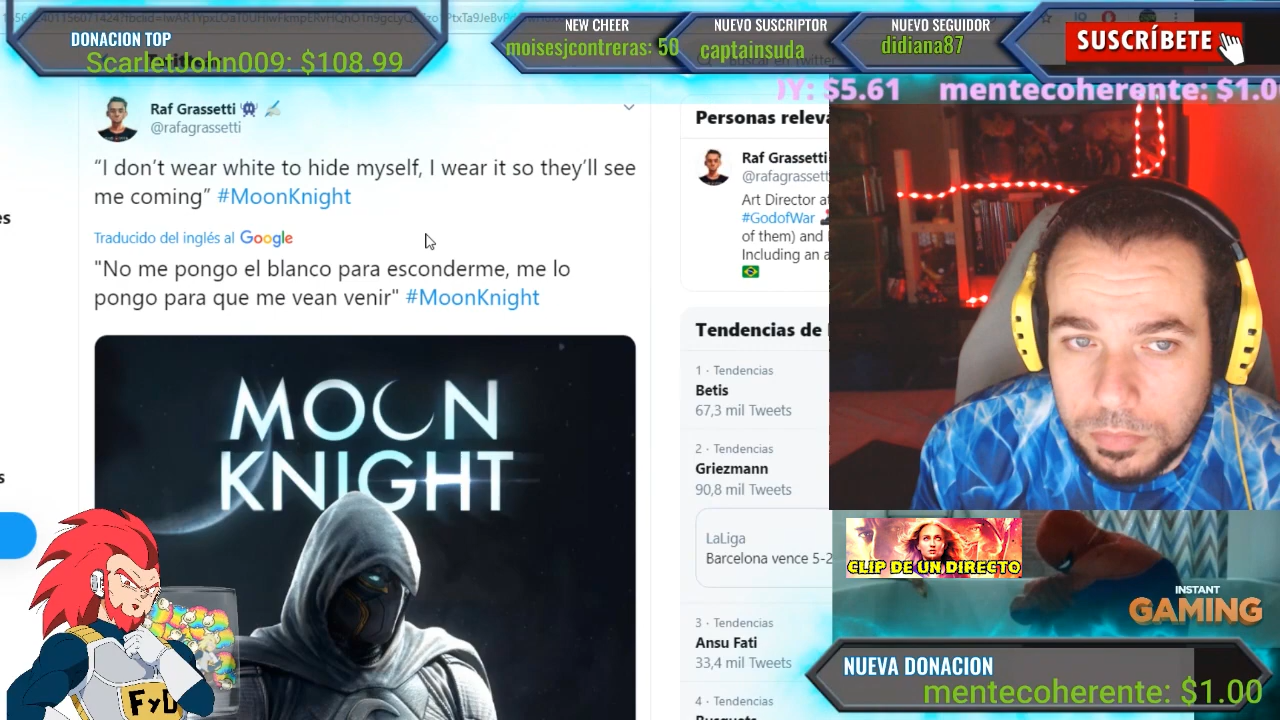 DONACION TOP
ScarletJohn009: $108.99
NEW CHEER
moisesjcontreras: 50
NUEVO SUSCRIPTOR
captainsuda
NUEVO SEGUIDOR
didiana87
SUSCRÍBETE
: $5.61 mentecoherente: $1.0
Raf Grassetti
@rafagrassetti
“I don’t wear white to hide myself, I wear it so they’ll see
me coming” #MoonKnight
Traducido del inglés al Google
"No me pongo el blanco para esconderme, me lo
pongo para que me vean venir" #MoonKnight
MOON
KNIGHT
Personas releva
Raf Grassetti
@rafagrassett
Art Director a
#GodofWar
of them) and
Including an a
Tendencias de
1 · Tendencias
Betis
67,3 mil Tweets
2 · Tendencias
Griezmann
90,8 mil Tweets
LaLiga
Barcelona vence 5-2
3 · Tendencias
Ansu Fati
33,4 mil Tweets
4 · Tendencias
CLIP DE UN DIRECTO
INSTANT
GAMING
NUEVA DONACION
mentecoherente: $1.00
FyD